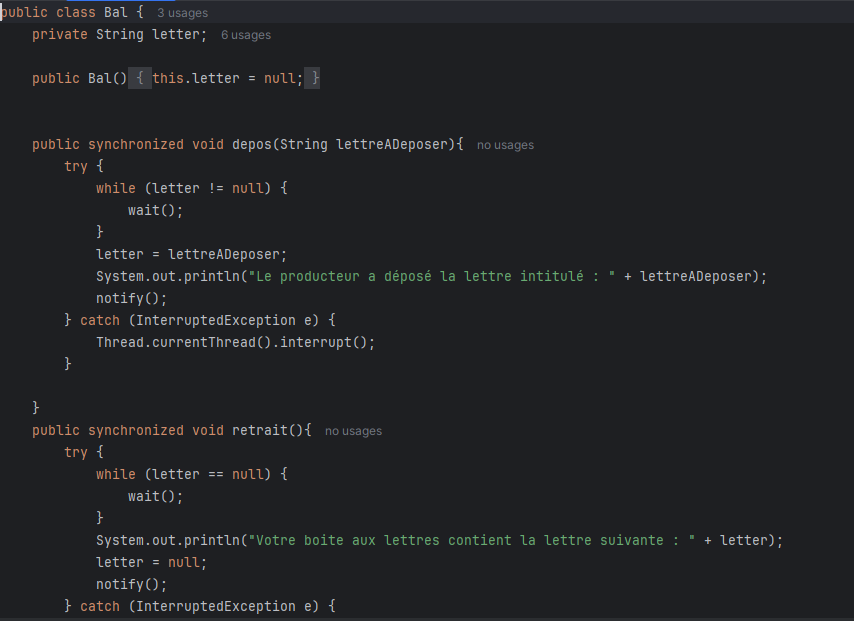 public class Bal {  3 usages
    private String letter;  6 usages

    public Bal() { this.letter = null; }


    public synchronized void depos(String lettreADeposer){  no usages
        try {
            while (letter != null) {
                wait();
            }
            letter = lettreADeposer;
            System.out.println("Le producteur a déposé la lettre intitulé : " + lettreADeposer);
            notify();
        } catch (InterruptedException e) {
            Thread.currentThread().interrupt();
        }

    }
    public synchronized void retrait(){  no usages
        try {
            while (letter == null) {
                wait();
            }
            System.out.println("Votre boite aux lettres contient la lettre suivante : " + letter);
            letter = null;
            notify();
        } catch (InterruptedException e) {